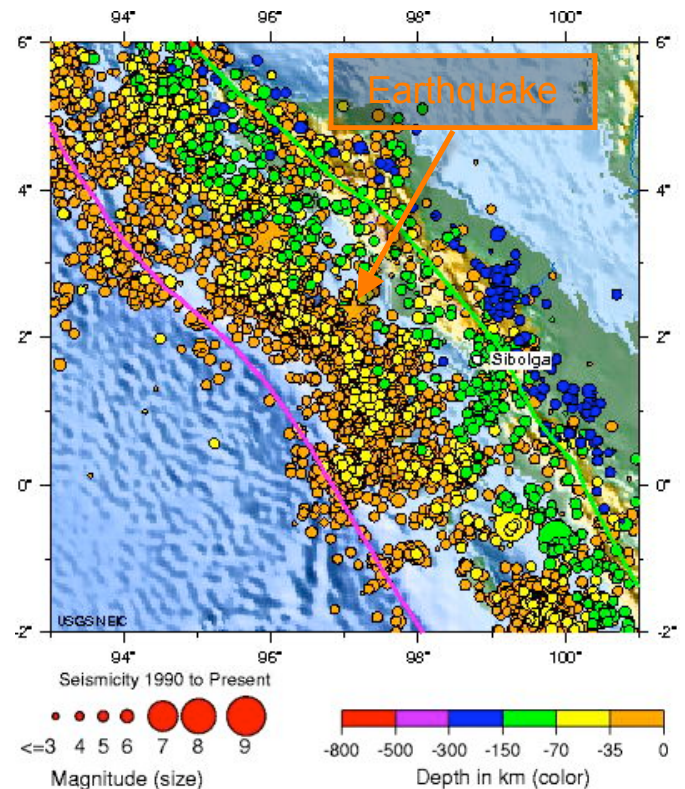 94° 96° 98° 100°
6° 6°
Earthquake
4° 4°
2° 2°
Sibolga
0° 0°
-2° -2°
USGS NEIC
94° 96° 98° 100°
Seismicity 1990 to Present
<=3 4 5 6 7 8 9
Magnitude (size)
-800 -500 -300 -150 -70 -35 0
Depth in km (color)